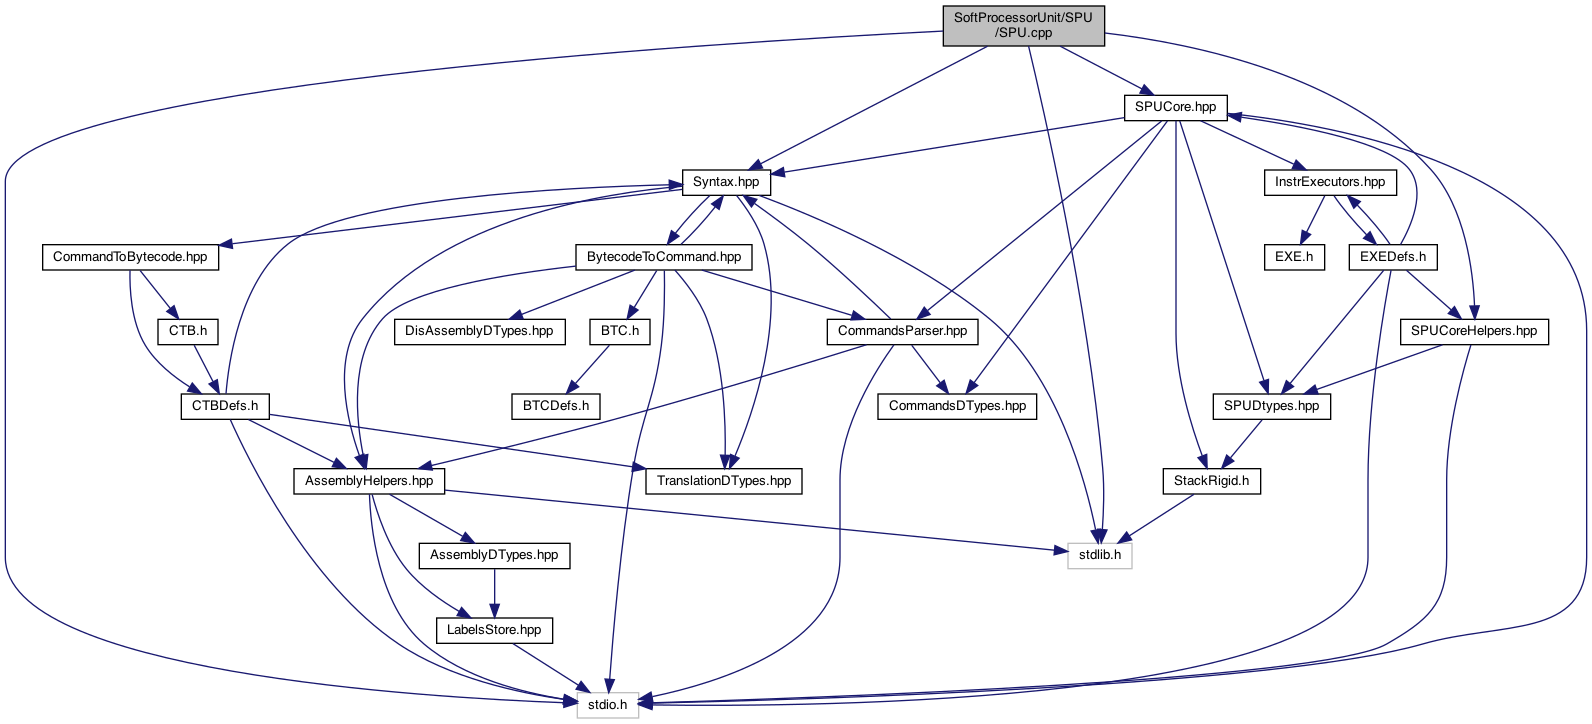 SoftProcessorUnit/SPU
/SPU.cpp
SPUCore.hpp
Syntax.hpp
InstrExecutors.hpp
CommandToBytecode.hpp
BytecodeToCommand.hpp
EXE.h
EXEDefs.h
CTB.h
DisAssemblyDTypes.hpp
BTC.h
CommandsParser.hpp
SPUCoreHelpers.hpp
CTBDefs.h
BTCDefs.h
CommandsDTypes.hpp
SPUDtypes.hpp
AssemblyHelpers.hpp
TranslationDTypes.hpp
StackRigid.h
AssemblyDTypes.hpp
stdlib.h
LabelsStore.hpp
stdio.h